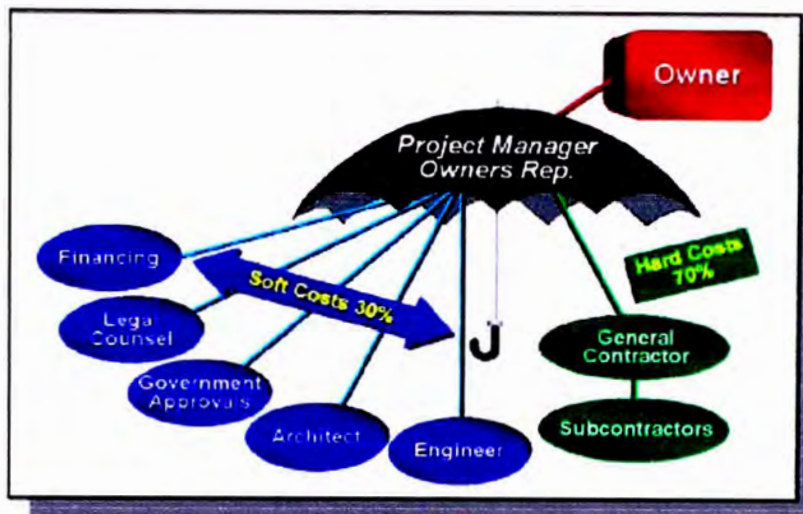 Owner
Project Manager
Owners Rep.
Financing
Soft Costs 30%
Hard Costs
70%
Legal
Counsel
General
Contractor
Government
Approvals
Architect
Engineer
Subcontractors